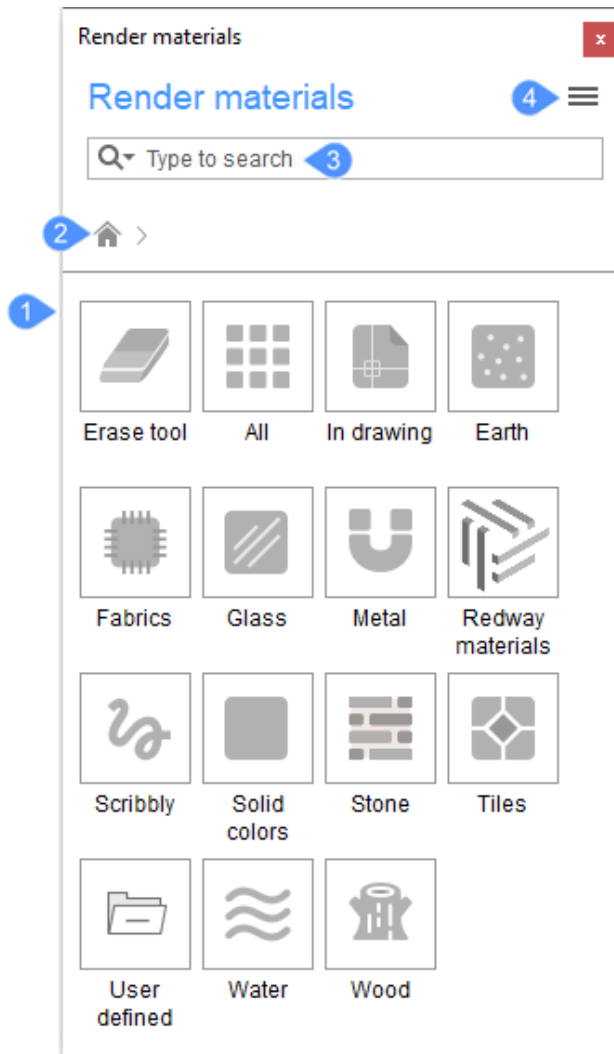 Render materials
x
Render materials
4
Type to search
3
2
1
Erase tool
All
In drawing
Earth
Fabrics
Glass
Metal
Redway
materials
Scribbly
Solid
colors
Stone
Tiles
User
defined
Water
Wood